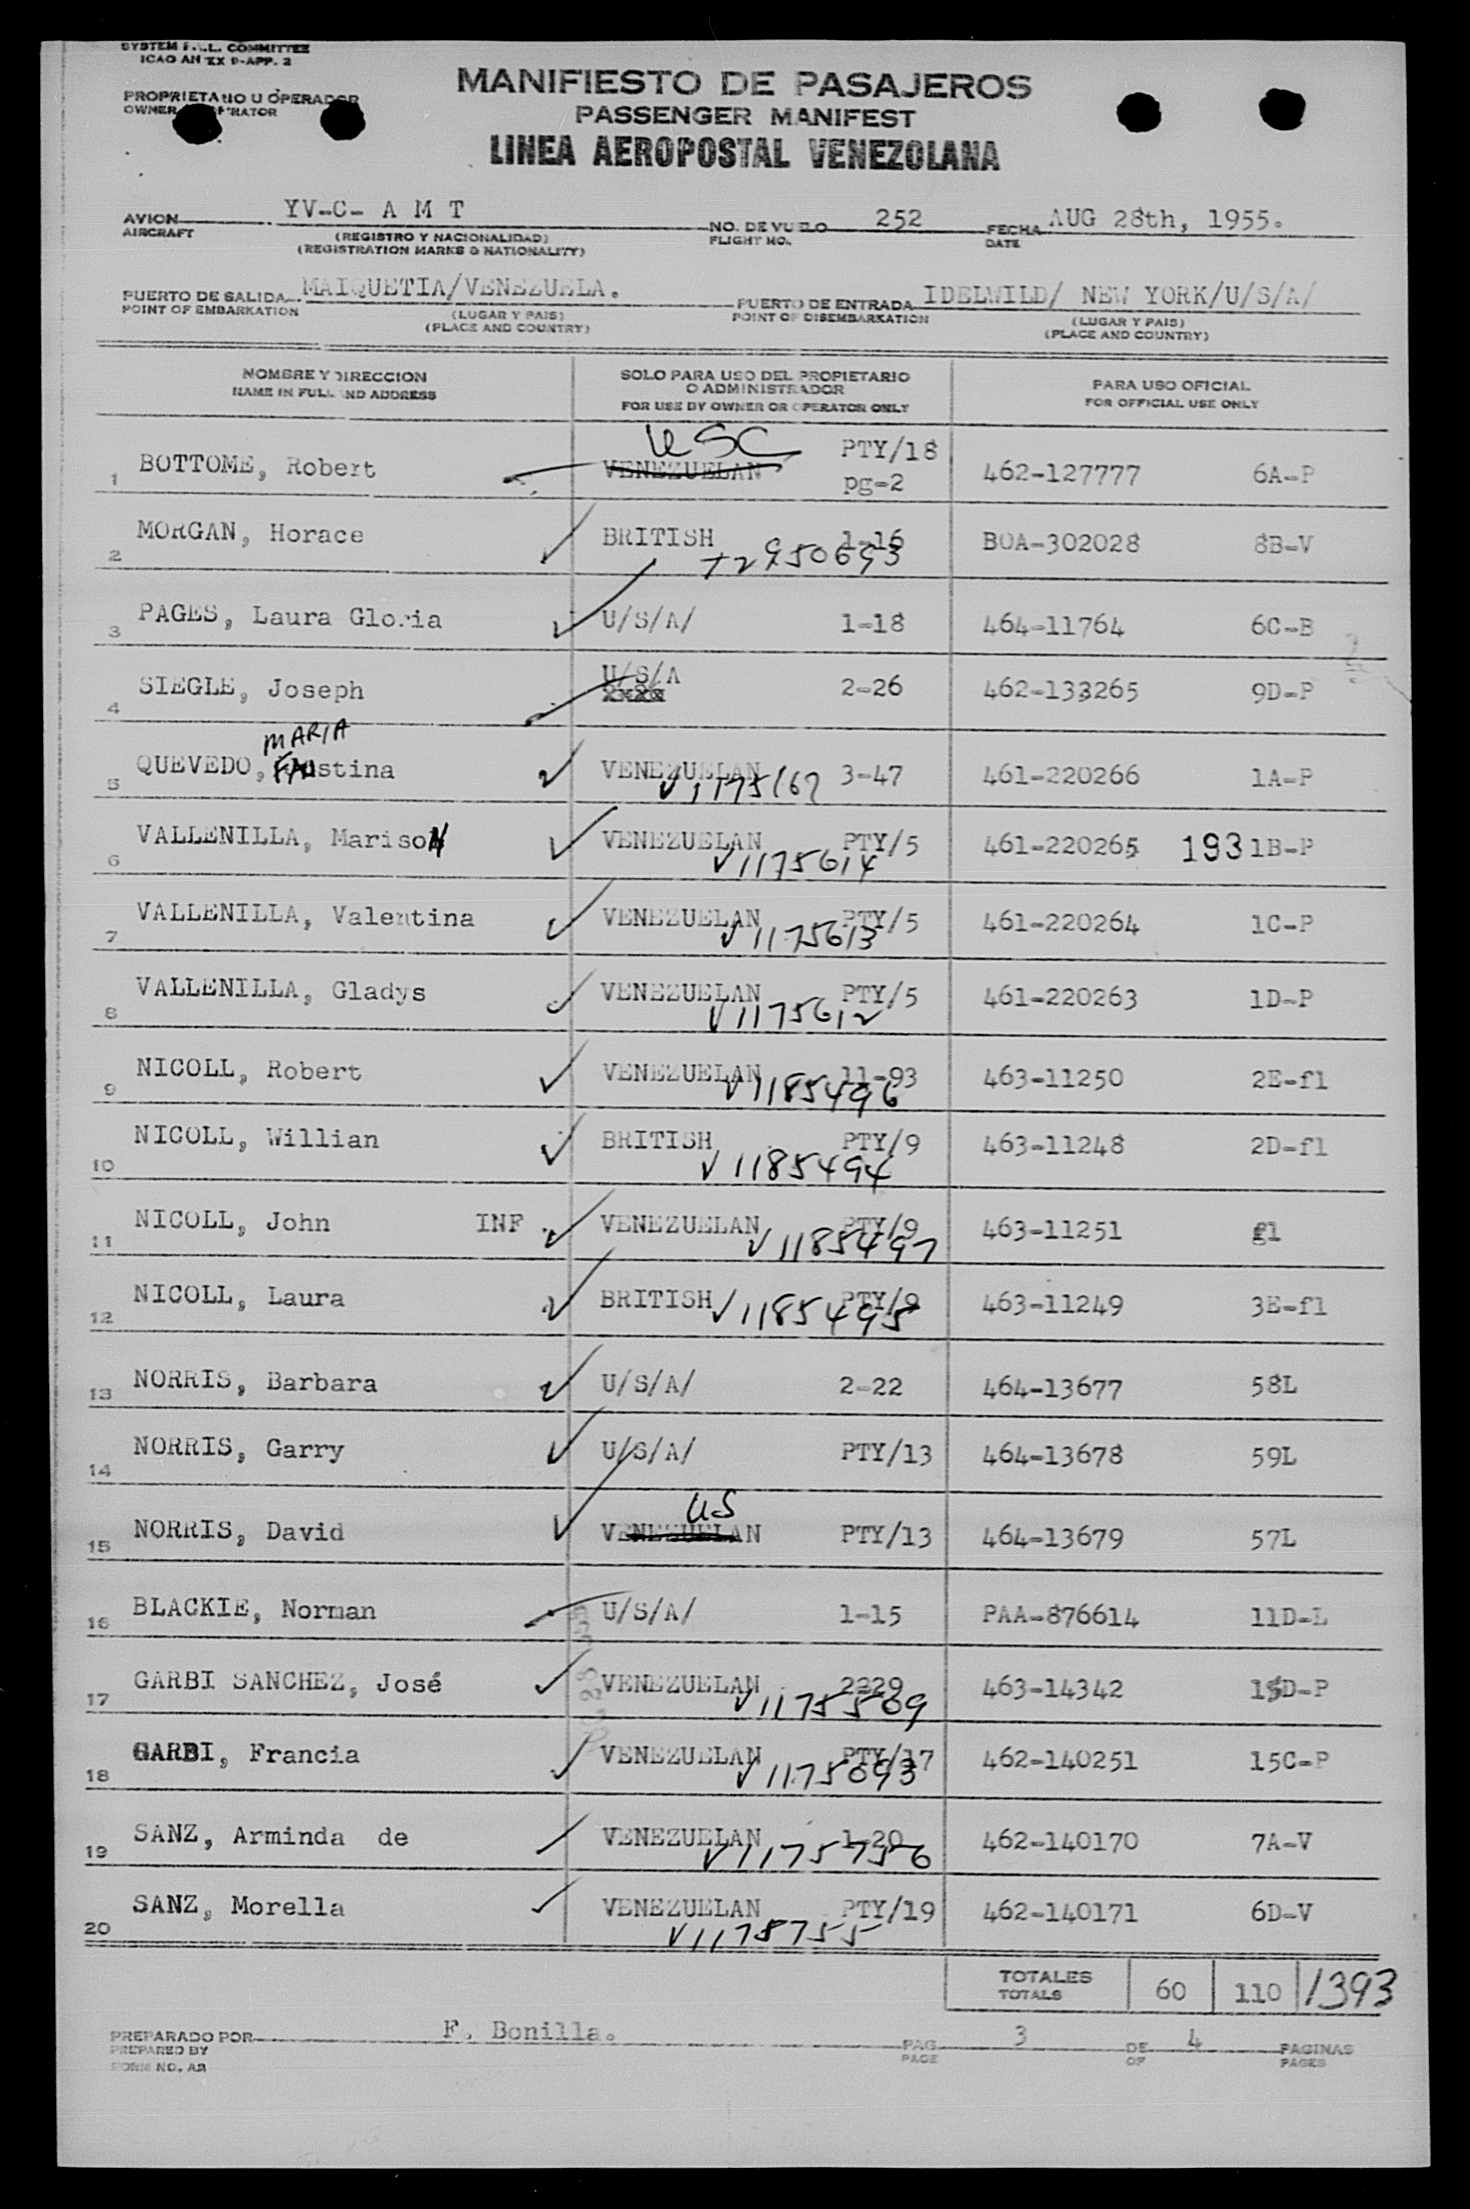 SYSTEM F.A.L. COMMITTEE
ICAO ANNEX 9-APP. 2
MANIFIESTO DE PASAJEROS
PROPRIETARIO U OPERADOR
OWNER OPERATOR
PASSENGER MANIFEST
LINEA AEROPOSTAL VENEZOLANA
AVION YV-C- A M T NO. DE VUELO 252 FECHA AUG 28th, 1955.
AIRCRAFT (REGISTRO Y NACIONALIDAD) FLIGHT NO. DATE
(REGISTRATION MARKS & NATIONALITY)
PUERTO DE SALIDA MAIQUETIA/VENEZUELA. PUERTO DE ENTRADA IDELWILD/ NEW YORK/U/S/A/
POINT OF EMBARKATION (LUGAR Y PAIS) POINT OF DISEMBARKATION (LUGAR Y PAIS)
(PLACE AND COUNTRY) (PLACE AND COUNTRY)
NOMBRE Y DIRECCION SOLO PARA USO DEL PROPIETARIO PARA USO OFICIAL
O ADMINISTRADOR
NAME IN FULL AND ADDRESS FOR USE BY OWNER OR OPERATOR ONLY FOR OFFICIAL USE ONLY
USC PTY/18
1 BOTTOME, Robert VENEZUELAN pg-2 462-127777 6A-P
2 MORGAN, Horace BRITISH 1-16 BOA-302028 8B-V
T2950693
3 PAGES, Laura Gloria U/S/A/ 1-18 464-11764 6C-B
4 SIEGLE, Joseph U/S/A 2-26 462-133265 9D-P
MARIA
5 QUEVEDO, Faustina VENEZUELAN 3-47 461-220266 1A-P
V1175167
6 VALLENILLA, Marison VENEZUELAN PTY/5 461-220265 193 1B-P
V1175614
7 VALLENILLA, Valentina VENEZUELAN PTY/5 461-220264 1C-P
V1175613
8 VALLENILLA, Gladys VENEZUELAN PTY/5 461-220263 1D-P
V1175612
9 NICOLL, Robert VENEZUELAN 11-93 463-11250 2E-fl
V1185496
10 NICOLL, Willian BRITISH PTY/9 463-11248 2D-fl
V1185494
11 NICOLL, John INF VENEZUELAN PTY/9 463-11251 gl
V1185497
12 NICOLL, Laura BRITISH PTY/9 463-11249 3E-fl
V1185495
13 NORRIS, Barbara U/S/A/ 2-22 464-13677 58L
14 NORRIS, Garry U/S/A/ PTY/13 464-13678 59L
US
15 NORRIS, David VENEZUELAN PTY/13 464-13679 57L
16 BLACKIE, Norman U/S/A/ 1-15 PAA-876614 11D-L
17 GARBI SANCHEZ, José VENEZUELAN 2229 463-14342 15D-P
V1175509
18 GARBI, Francia VENEZUELAN PTY/17 462-140251 15C-P
V1175093
19 SANZ, Arminda de VENEZUELAN 1-20 462-140170 7A-V
V1175756
20 SANZ, Morella VENEZUELAN PTY/19 462-140171 6D-V
V1175755
TOTALES
TOTALS 60 110 1393
PREPARADO POR F. Bonilla. PAG. 3 DE 4 PAGINAS
PREPARED BY PAGE OF PAGES
FORM NO. AR